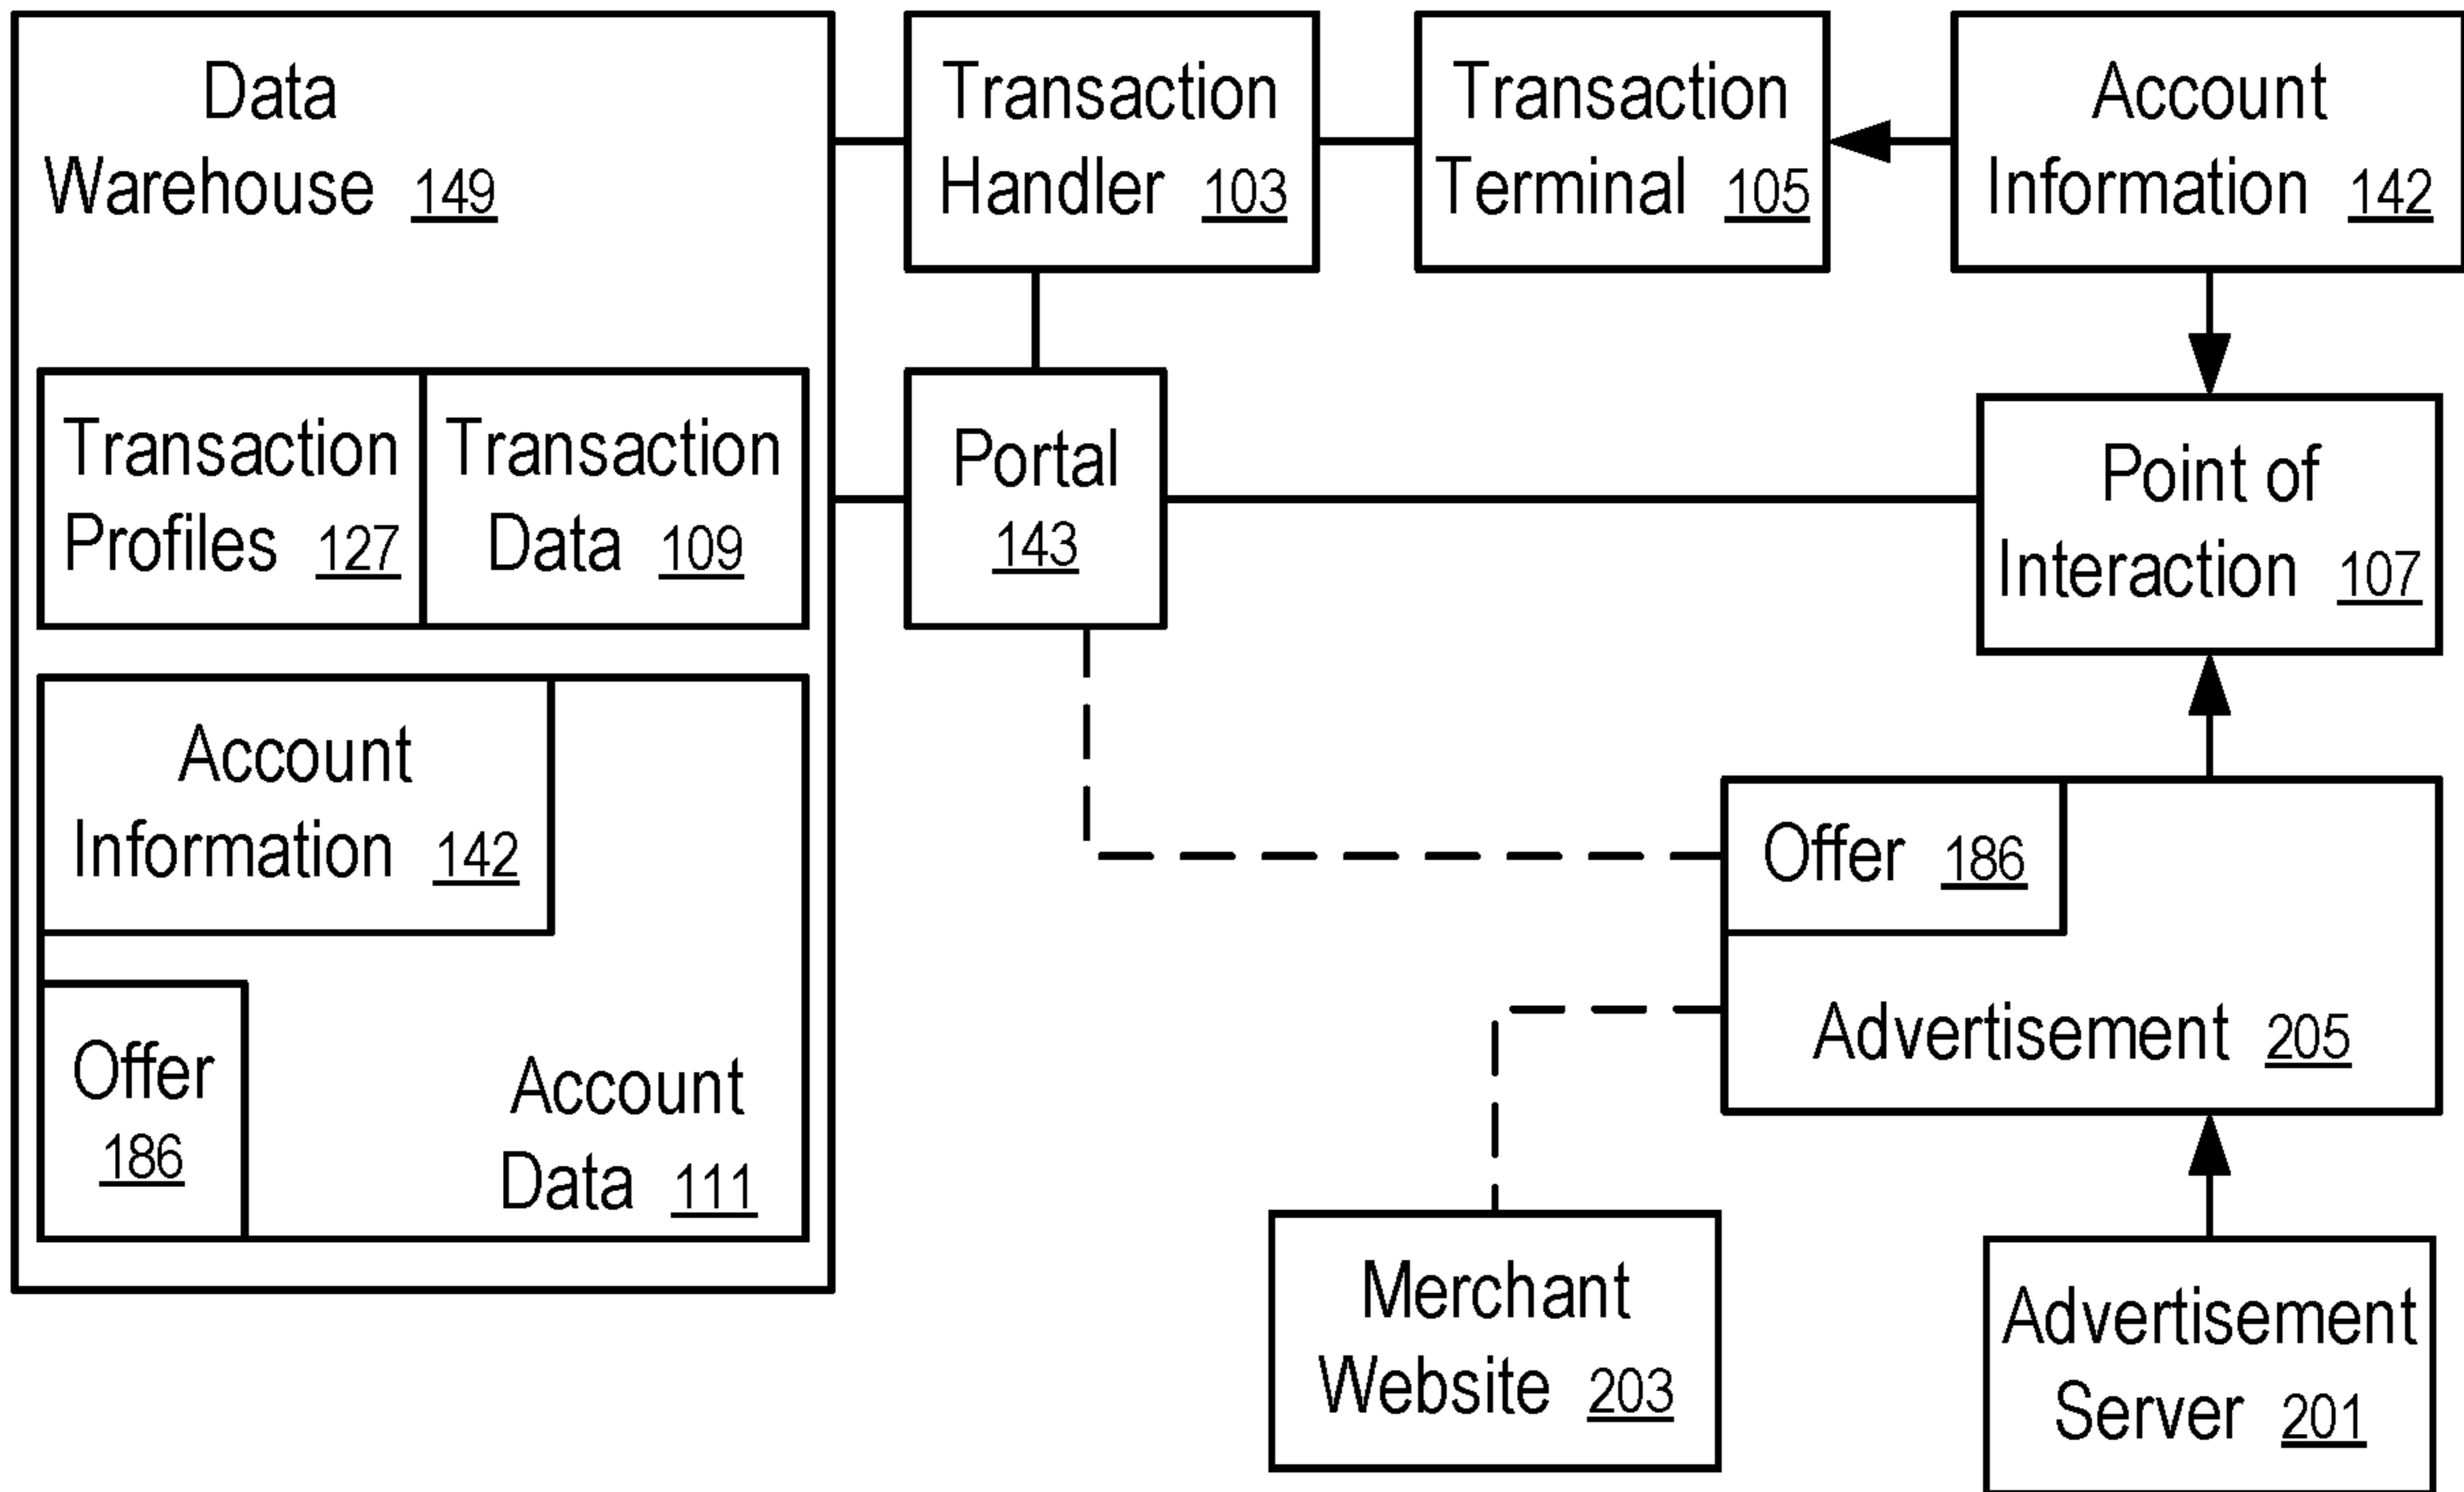 Data
Warehouse 149
Transaction
Handler 103
Transaction
Terminal 105
Account
Information 142
Transaction
Profiles 127
Transaction
Data 109
Portal
143
Point of
Interaction 107
Account
Information 142
Offer 186
Advertisement 205
Offer
186
Account
Data 111
Merchant
Website 203
Advertisement
Server 201